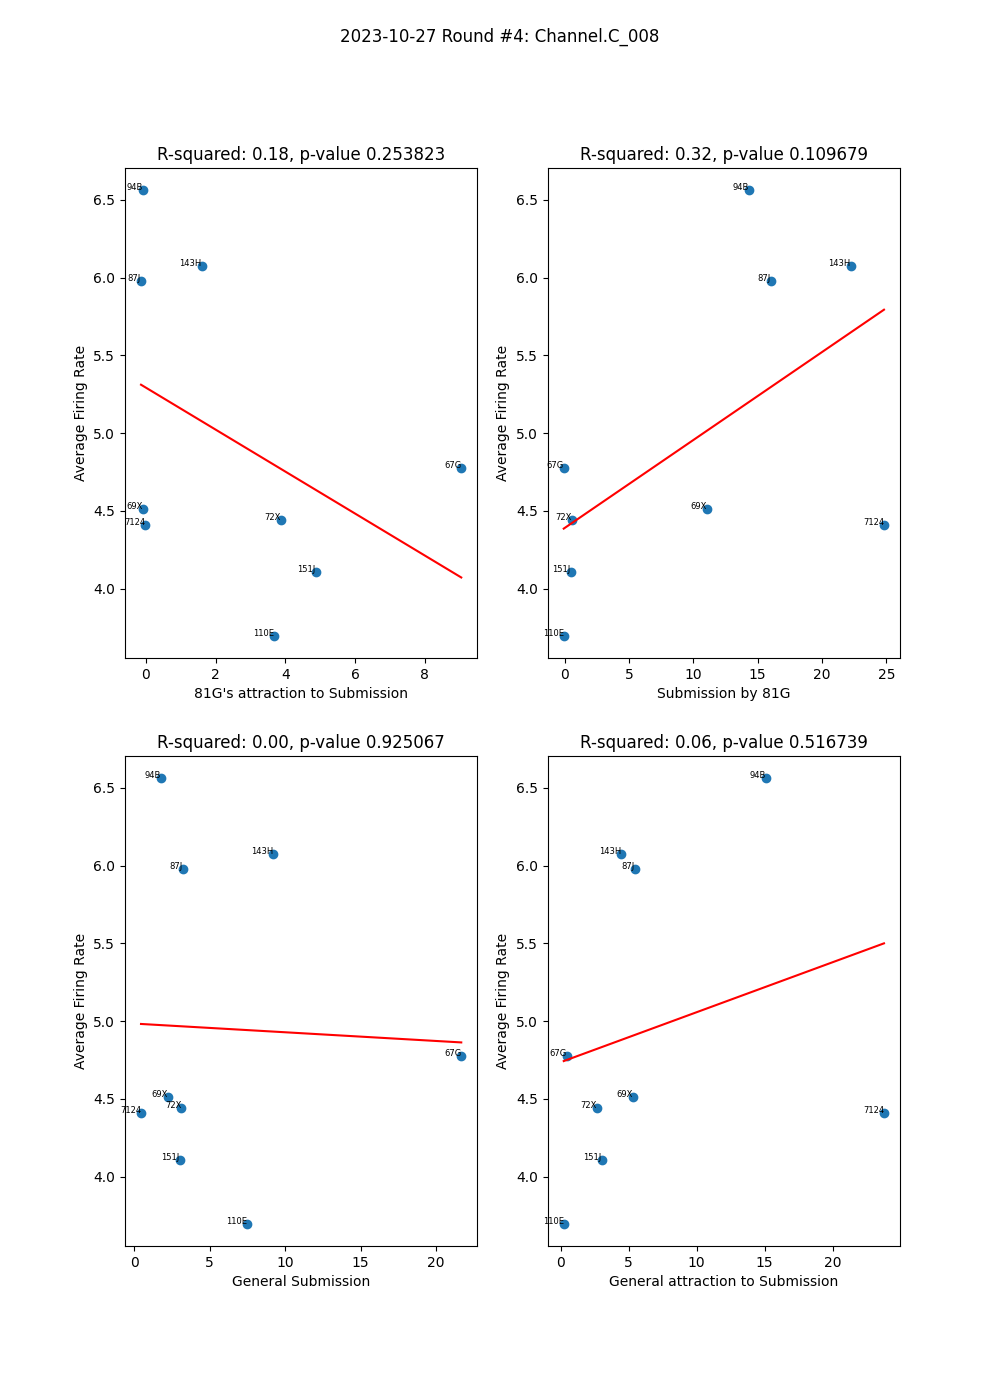 2023-10-27 Round #4: Channel.C_008
R-squared: 0.18, p-value 0.253823
Average Firing Rate
6.5
6.0
5.5
5.0
4.5
4.0
94B
143H
87J
67G
69X
72X
7124
151J
110E
0 2 4 6 8
81G's attraction to Submission
R-squared: 0.32, p-value 0.109679
Average Firing Rate
6.5
6.0
5.5
5.0
4.5
4.0
94B
143H
87J
67G
69X
72X
7124
151J
110E
0 5 10 15 20 25
Submission by 81G
R-squared: 0.00, p-value 0.925067
Average Firing Rate
6.5
6.0
5.5
5.0
4.5
4.0
94B
143H
87J
67G
69X
72X
7124
151J
110E
0 5 10 15 20
General Submission
R-squared: 0.06, p-value 0.516739
Average Firing Rate
6.5
6.0
5.5
5.0
4.5
4.0
94B
143H
87J
67G
69X
72X
7124
151J
110E
0 5 10 15 20
General attraction to Submission